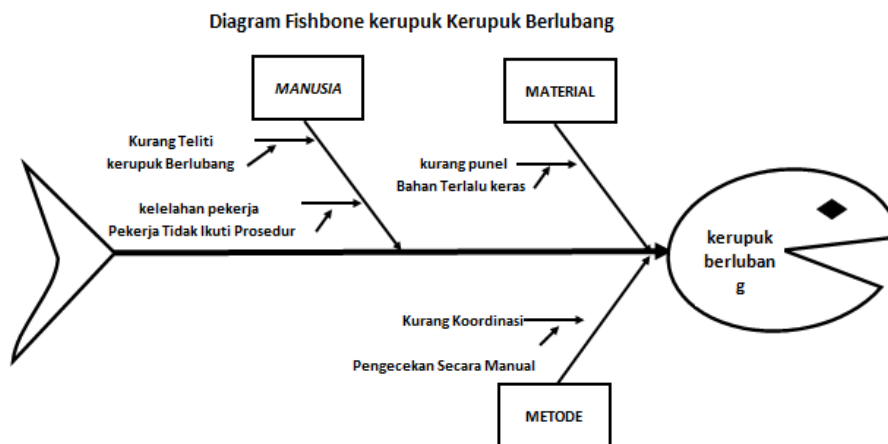 Diagram Fishbone kerupuk Kerupuk Berlubang
MANUSIA
MATERIAL
Kurang Teliti
kerupuk Berlubang
kurang punel
Bahan Terlalu keras
kelelahan pekerja
Pekerja Tidak Ikuti Prosedur
kerupuk
berluban
g
Kurang Koordinasi
Pengecekan Secara Manual
METODE